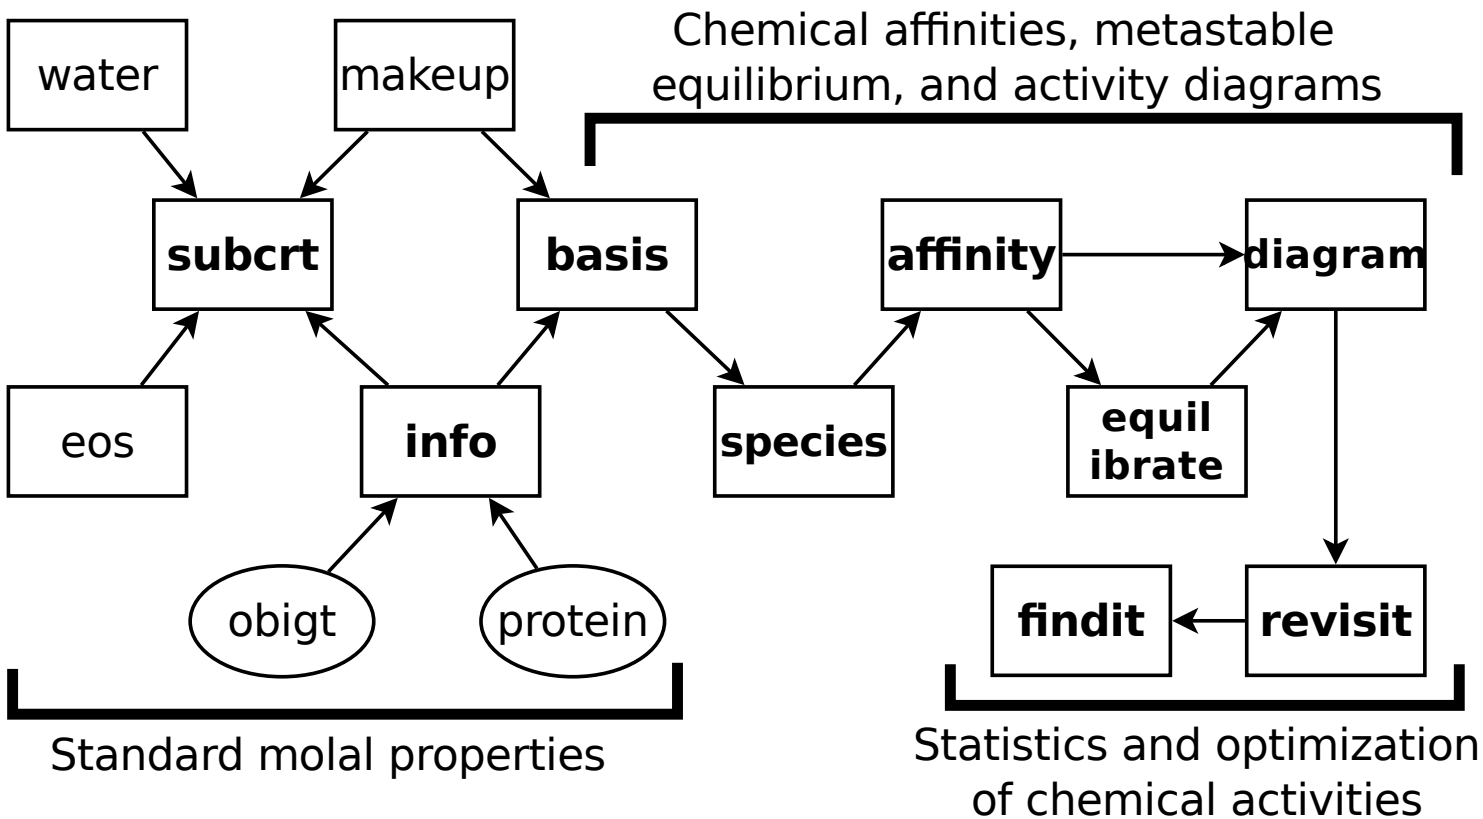 Chemical affinities, metastable
equilibrium, and activity diagrams
water
makeup
subcrt
basis
affinity
diagram
eos
info
species
equil
ibrate
obigt
protein
findit
revisit
Standard molal properties
Statistics and optimization
of chemical activities